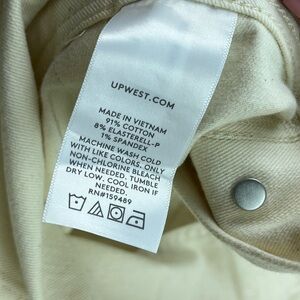 UPWEST.COM
MADE IN VIETNAM
91% COTTON
8% ELASTERELL-P
1% SPANDEX
MACHINE WASH COLD
WITH LIKE COLORS. ONLY
NON-CHLORINE BLEACH
WHEN NEEDED. TUMBLE
DRY LOW. COOL IRON IF
NEEDED.
RN#159489